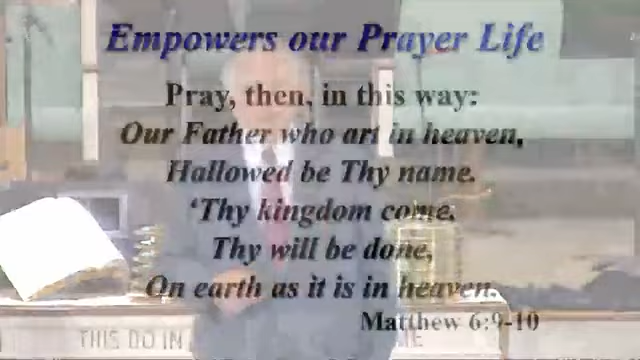 Empowers our Prayer Life
Pray, then, in this way:
Our Father who art in heaven,
Hallowed be Thy name.
‘Thy kingdom come.
Thy will be done,
On earth as it is in heaven.
Matthew 6:9-10
THIS DO IN ME